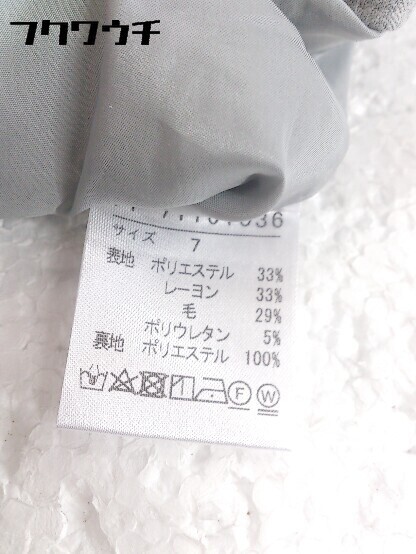 フクワウチ
サイズ 7
表地 ポリエステル 33%
レーヨン 33%
毛 29%
ポリウレタン 5%
裏地 ポリエステル 100%
F W